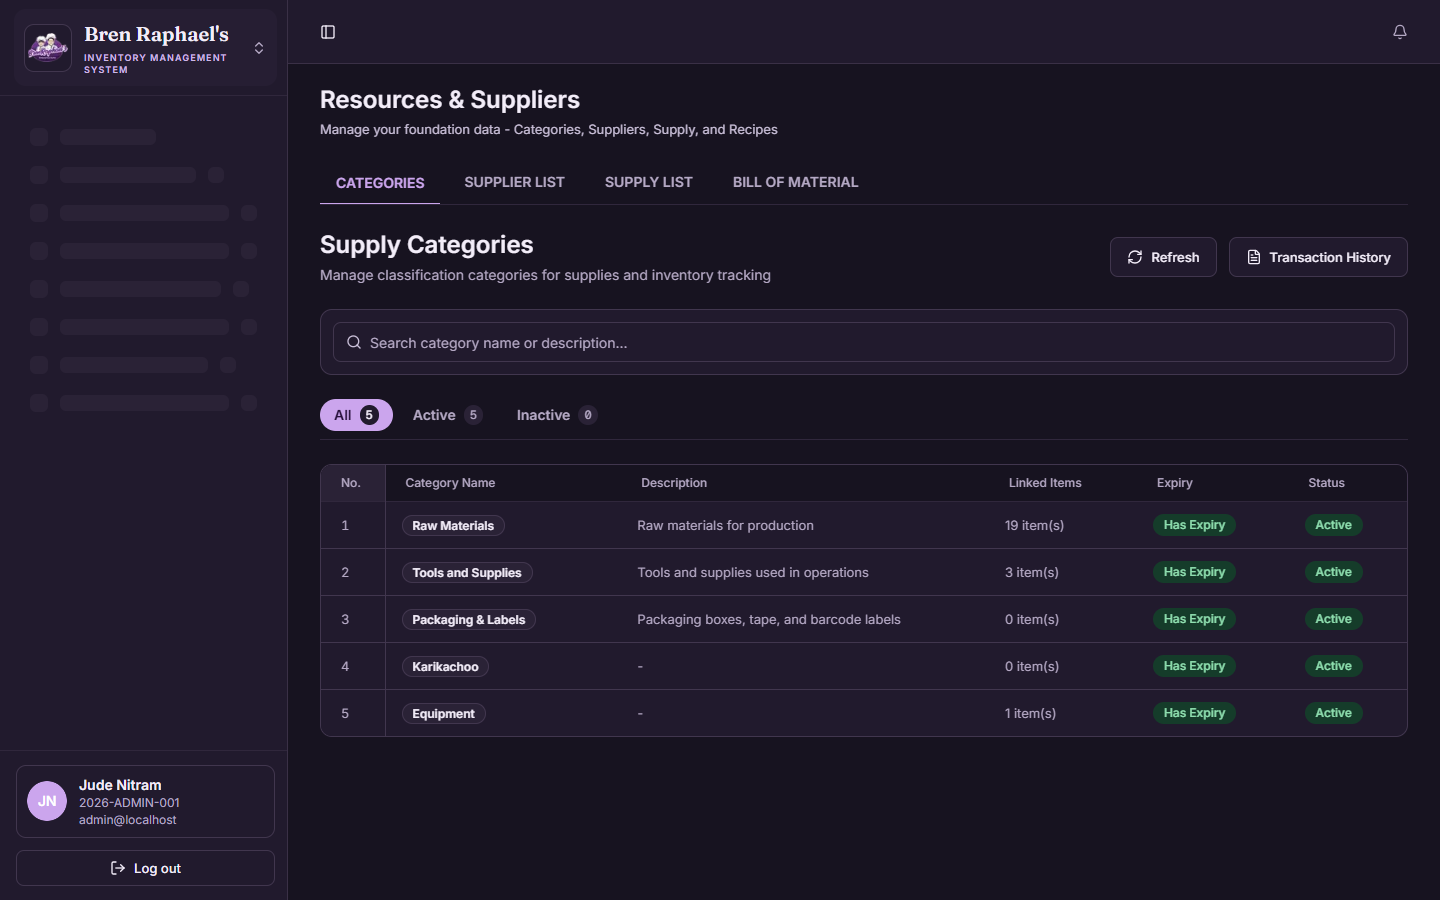 Bren Raphael's
INVENTORY MANAGEMENT
SYSTEM
Resources & Suppliers
Manage your foundation data - Categories, Suppliers, Supply, and Recipes
CATEGORIES SUPPLIER LIST SUPPLY LIST BILL OF MATERIAL
Supply Categories
Manage classification categories for supplies and inventory tracking
Refresh Transaction History
Search category name or description...
All 5 Active 5 Inactive 0
No. Category Name Description Linked Items Expiry Status
1 Raw Materials Raw materials for production 19 item(s) Has Expiry Active
2 Tools and Supplies Tools and supplies used in operations 3 item(s) Has Expiry Active
3 Packaging & Labels Packaging boxes, tape, and barcode labels 0 item(s) Has Expiry Active
4 Karikachoo - 0 item(s) Has Expiry Active
5 Equipment - 1 item(s) Has Expiry Active
JN
Jude Nitram
2026-ADMIN-001
admin@localhost
Log out